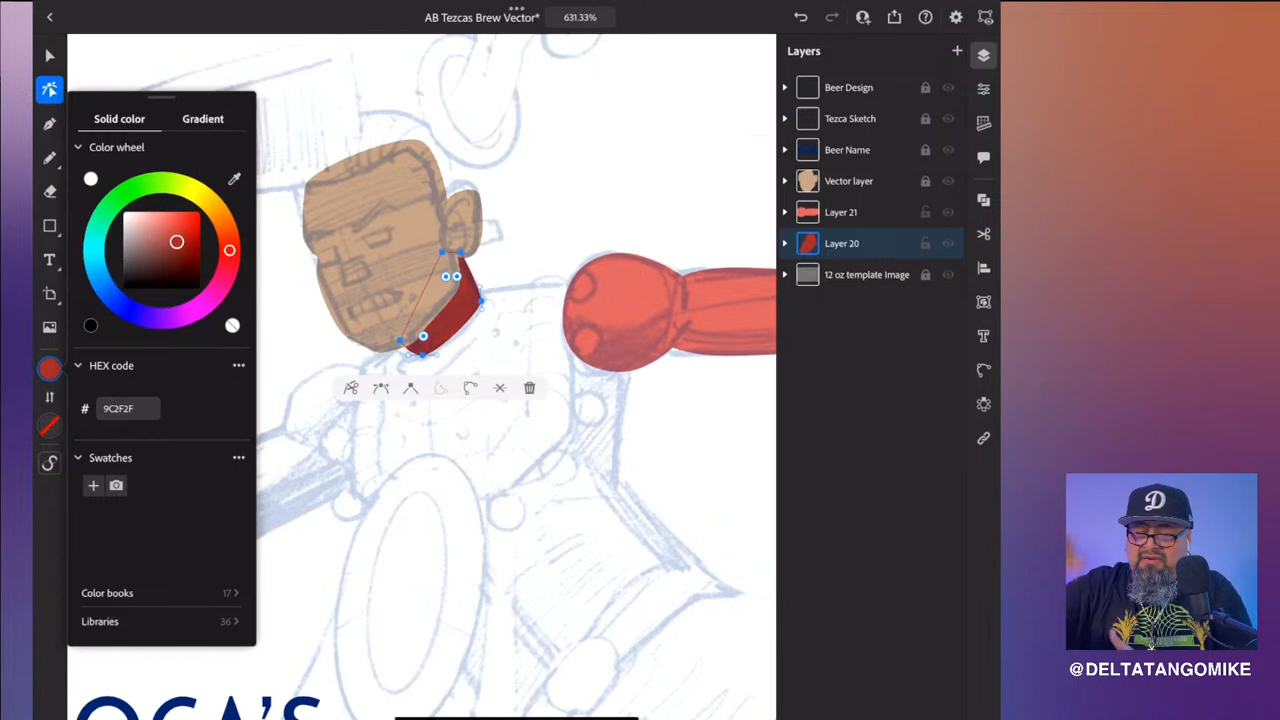 AB Tezcas Brew Vector*
631.33%
Solid color
Gradient
Color wheel
HEX code
#
9C2F2F
Swatches
Color books
17
Libraries
36
Layers
Beer Design
Tezca Sketch
Beer Name
Vector layer
Layer 21
Layer 20
12 oz template Image
OCA'S
D
@DELTATANGOMIKE